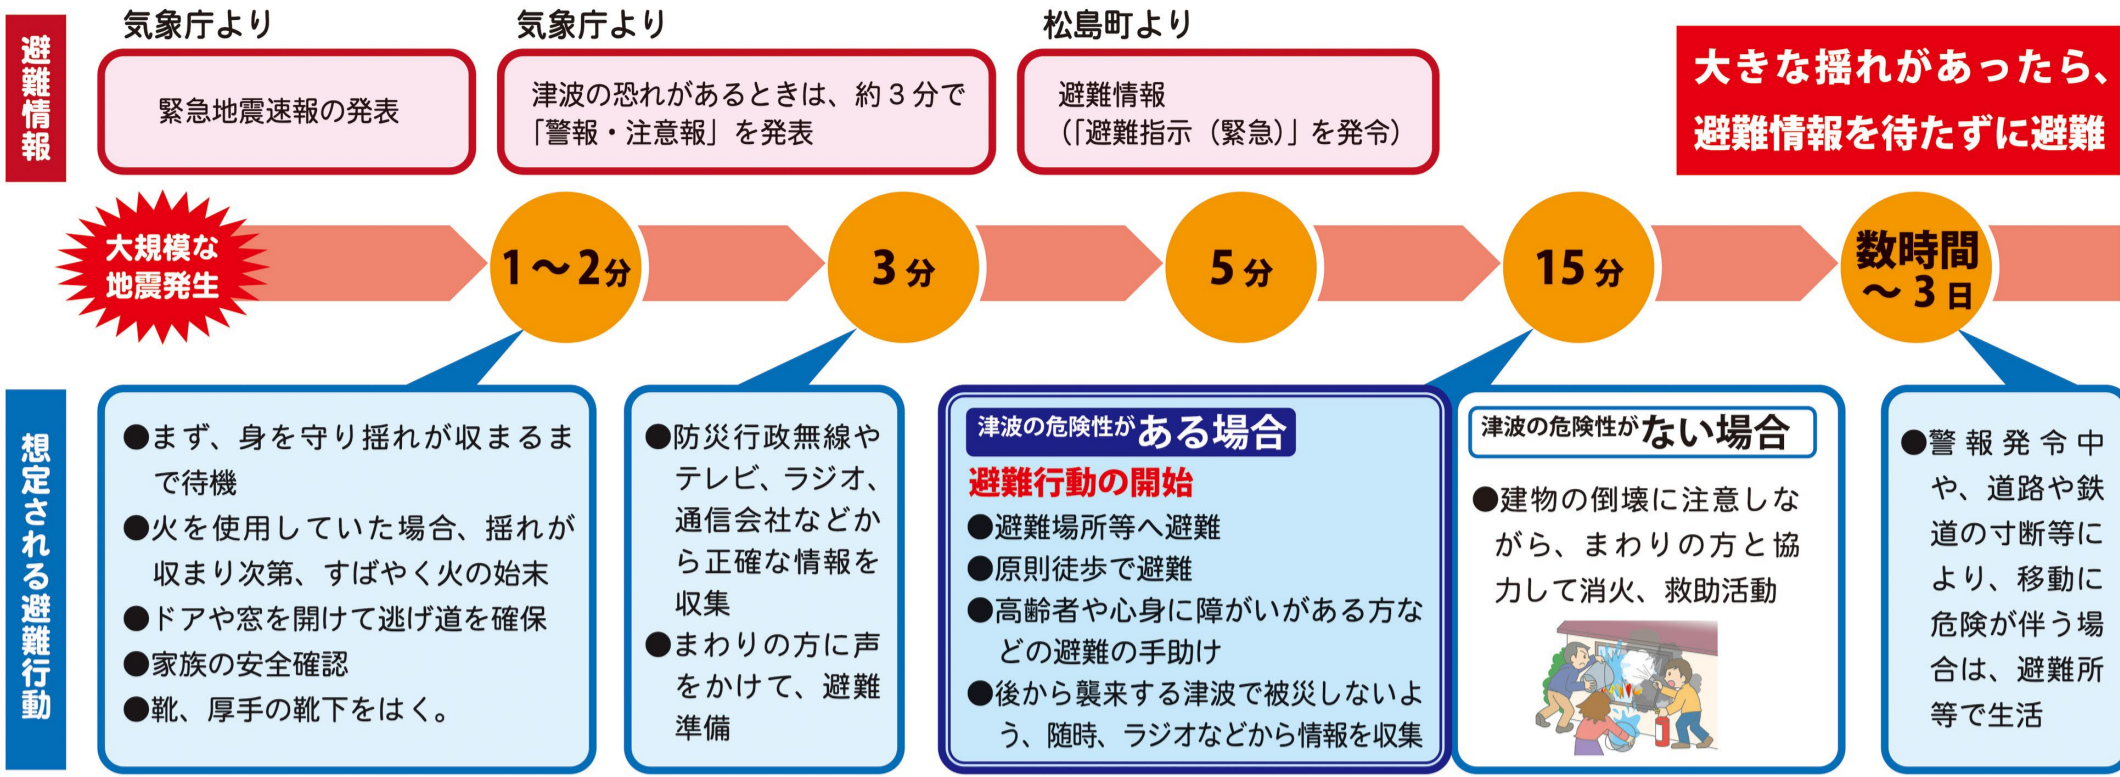 避難情報
気象庁より
緊急地震速報の発表
気象庁より
津波の恐れがあるときは、約3分で
「警報・注意報」を発表
松島町より
避難情報
（「避難指示（緊急）」を発令）
大きな揺れがあったら、
避難情報を待たずに避難
大規模な
地震発生
1〜2分
3分
5分
15分
数時間
〜3日
想定される避難行動
●まず、身を守り揺れが収まるま
で待機
●火を使用していた場合、揺れが
収まり次第、すばやく火の始末
●ドアや窓を開けて逃げ道を確保
●家族の安全確認
●靴、厚手の靴下をはく。
●防災行政無線や
テレビ、ラジオ、
通信会社などか
ら正確な情報を
収集
●まわりの方に声
をかけて、避難
準備
津波の危険性がある場合
避難行動の開始
●避難場所等へ避難
●原則徒歩で避難
●高齢者や心身に障がいがある方な
どの避難の手助け
●後から襲来する津波で被災しないよ
う、随時、ラジオなどから情報を収集
津波の危険性がない場合
●建物の倒壊に注意しな
がら、まわりの方と協
力して消火、救助活動
●警報発令中
や、道路や鉄
道の寸断等に
より、移動に
危険が伴う場
合は、避難所
等で生活